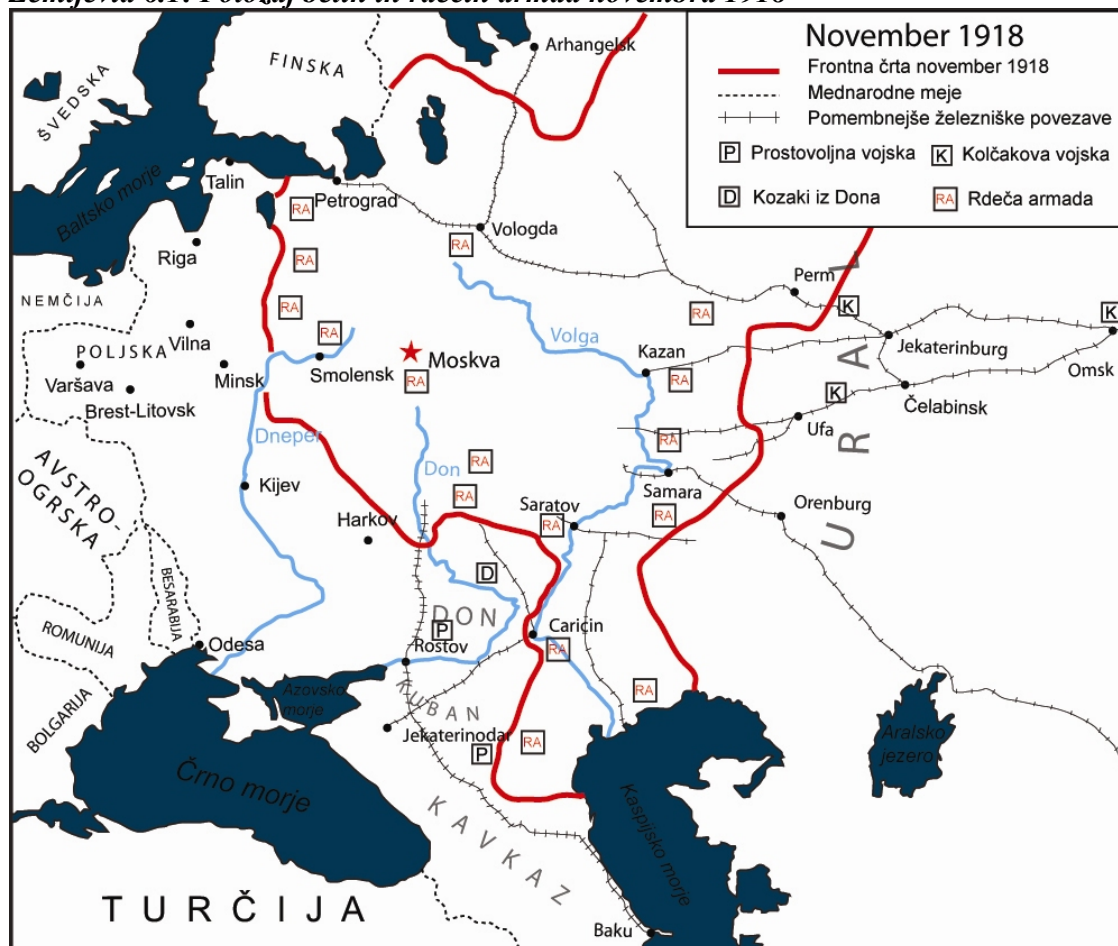 November 1918
Frontna črta november 1918
Mednarodne meje
Pomembnejše železniške povezave
P Prostovoljna vojska
K Kolčakova vojska
D Kozaki iz Dona
RA Rdeča armada
ŠVEDSKA
FINSKA
Arhangelsk
Baltsko morje
Talin
Petrograd
RA
Vologda
RA
Riga
RA
Perm
K
K
NEMČIJA
RA
RA
Vilna
RA
Volga
Jekaterinburg
Omsk
POLJSKA
Varšava
Minsk
Smolensk
Moskva
RA
Kazan
RA
Čelabinsk
K
Brest-Litovsk
Ufa
URAL
Dneper
Don
RA
RA
AVSTRO-
OGRSKA
Kijev
RA
Samara
Harkov
Saratov
RA
RA
Orenburg
D
BESARABIJA
DON
P
ROMUNIJA
Odesa
Rostov
Caricin
RA
BOLGARIJA
Azovsko
morje
KUBAN
RA
Jekaterinodar
P
RA
Aralsko
jezero
Črno morje
KAVKAZ
Kaspijsko morje
TURČIJA
Baku